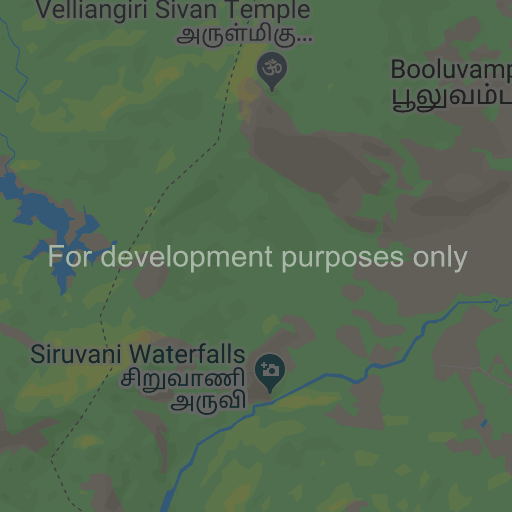 Velliangiri Sivan Temple
அருள்மிகு...
Booluvamp
பூலுவம்ப
For development purposes only
Siruvani Waterfalls
சிறுவாணி
அருவி